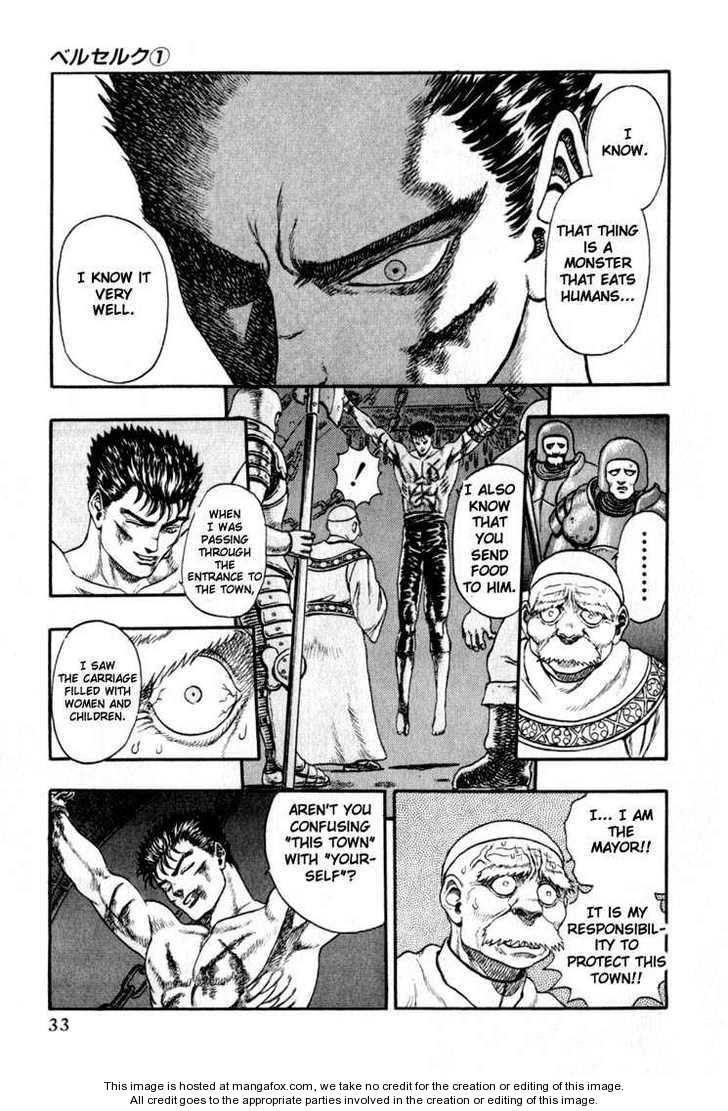 ベルセルク①
I
KNOW.
THAT THING
IS A
MONSTER
THAT EATS
HUMANS...
I KNOW IT
VERY
WELL.
!
I ALSO
KNOW
THAT
YOU
SEND
FOOD
TO HIM.
........
WHEN
I WAS
PASSING
THROUGH
THE
ENTRANCE TO
THE TOWN,
I SAW
THE CARRIAGE
FILLED WITH
WOMEN AND
CHILDREN.
I... I AM
THE
MAYOR!!
IT IS MY
RESPONSIBIL-
ITY TO
PROTECT THIS
TOWN!!
AREN'T YOU
CONFUSING
"THIS TOWN"
WITH "YOUR-
SELF"?
33
This image is hosted at mangafox.com, we take no credit for the creation or editing of this image.
All credit goes to the appropriate parties involved in the creation or editing of this image.